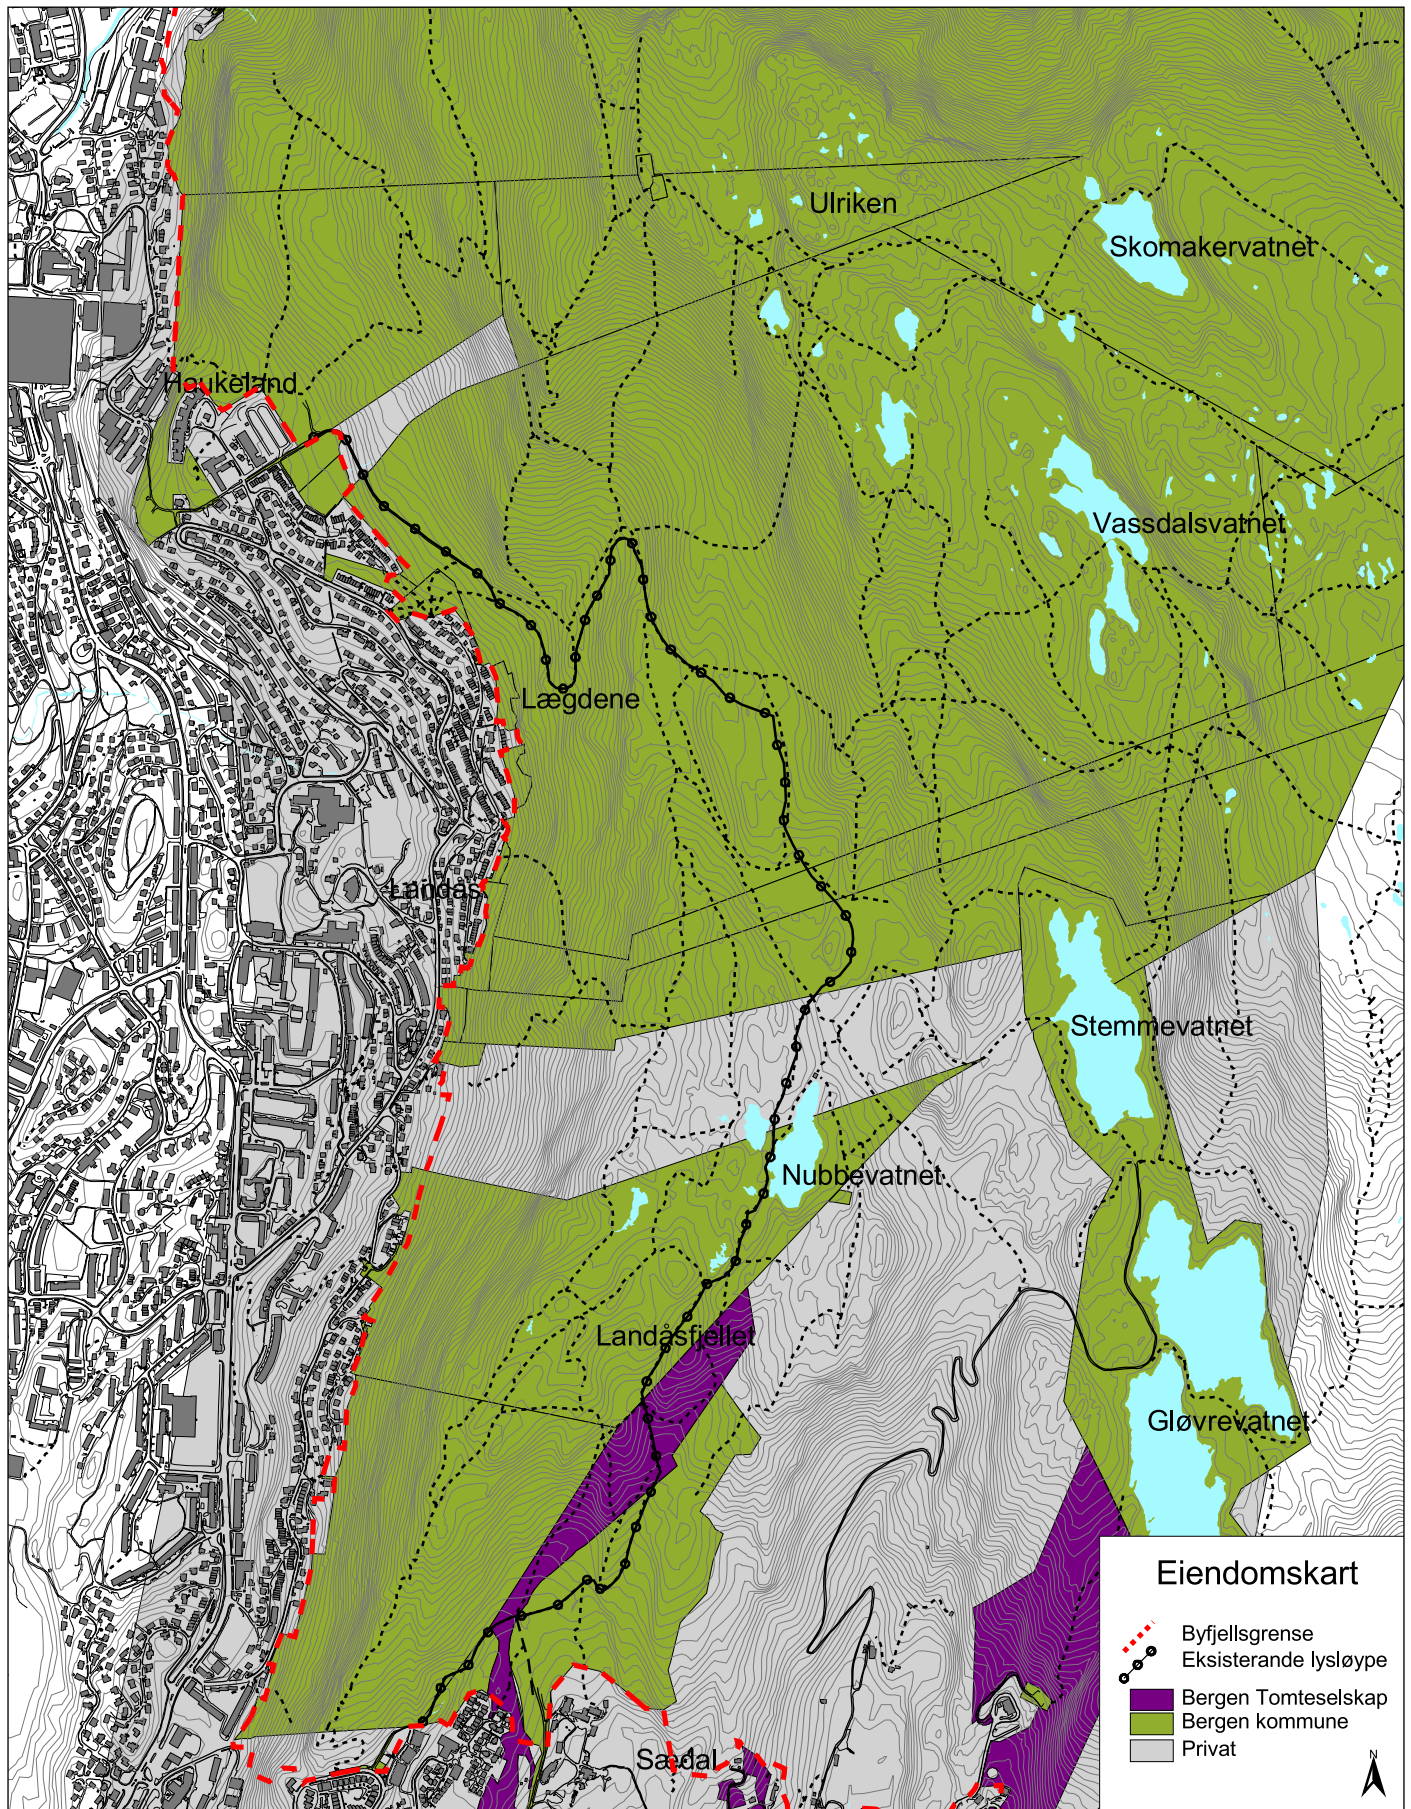 Ulriken
Skomakervatnet
Haukeland
Vassdalsvatnet
Lægdene
Landås
Stemmevatnet
Nubbevatnet
Landåsfjellet
Gløvrevatnet
Sædal
Eiendomskart
Byfjellsgrense
Eksisterande lysløype
Bergen Tomteselskap
Bergen kommune
Privat
N